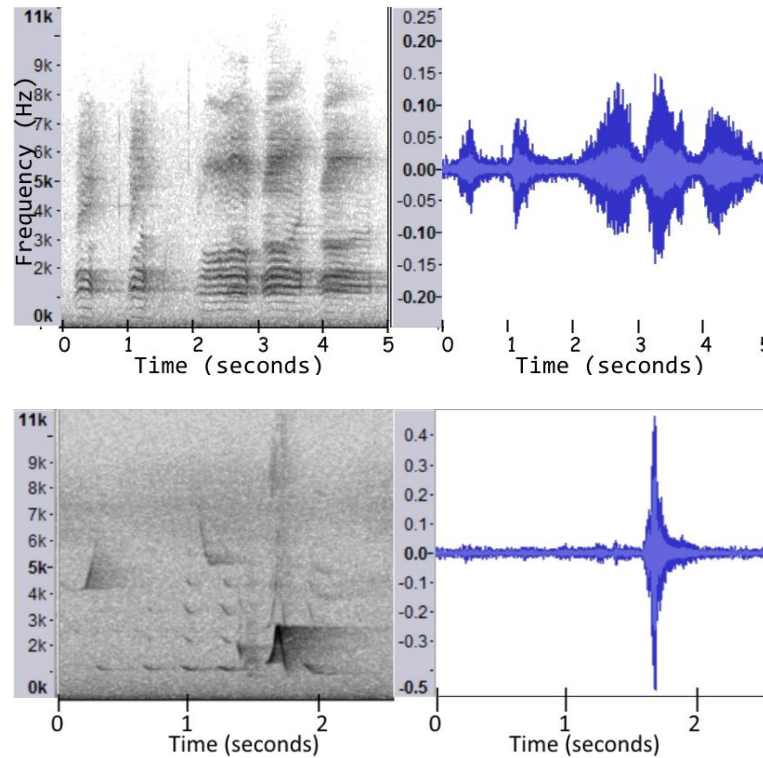 11k
9k
8k
7k
6k
5k
4k
3k
2k
0k
Frequency (Hz)
0 1 2 3 4 5
Time (seconds)
0.25
0.20
0.15
0.10
0.05
0.00
-0.05
-0.10
-0.15
-0.20
0 1 2 3 4 5
Time (seconds)
11k
9k
8k
7k
6k
5k
4k
3k
2k
0k
0 1 2
Time (seconds)
0.4
0.3
0.2
0.1
0.0
-0.1
-0.2
-0.3
-0.5
0 1 2
Time (seconds)